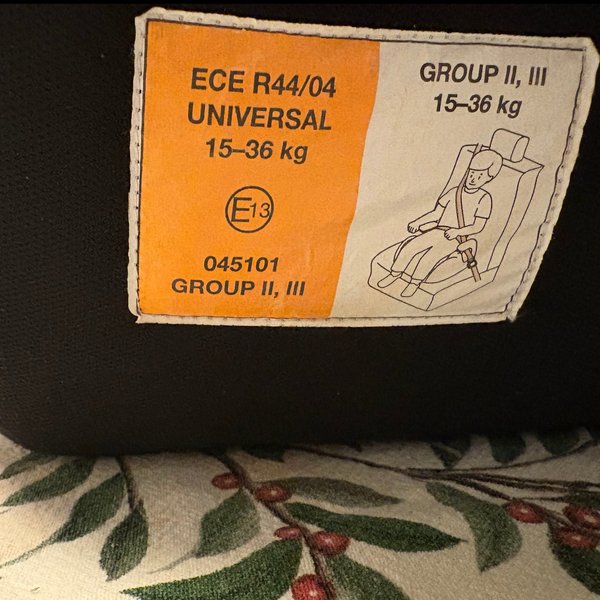 ECE R44/04
UNIVERSAL
15–36 kg
E13
045101
GROUP II, III
GROUP II, III
15–36 kg